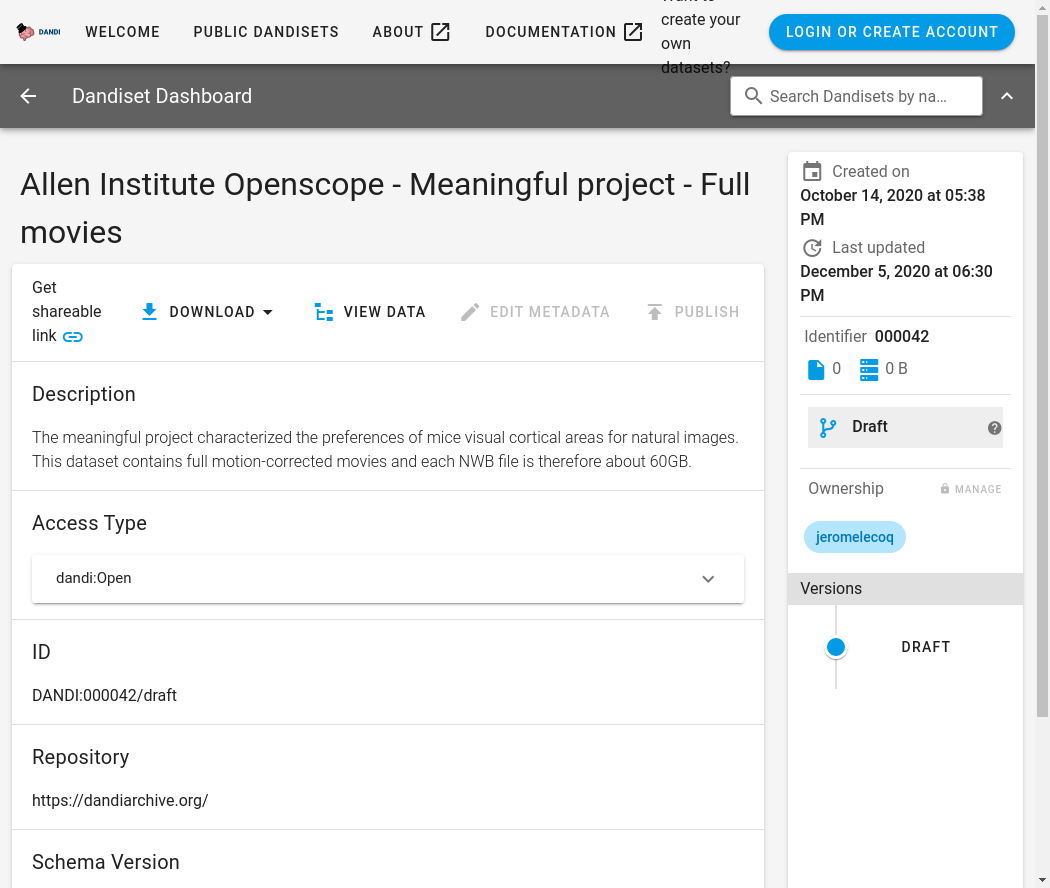 DANDI
WELCOME
PUBLIC DANDISETS
ABOUT
DOCUMENTATION
create your
own
datasets?
LOGIN OR CREATE ACCOUNT
Dandiset Dashboard
Search Dandisets by na...
Allen Institute Openscope - Meaningful project - Full
movies
Get
shareable
link
DOWNLOAD
VIEW DATA
EDIT METADATA
PUBLISH
Description
The meaningful project characterized the preferences of mice visual cortical areas for natural images.
This dataset contains full motion-corrected movies and each NWB file is therefore about 60GB.
Access Type
dandi:Open
ID
DANDI:000042/draft
Repository
https://dandiarchive.org/
Schema Version
Created on
October 14, 2020 at 05:38
PM
Last updated
December 5, 2020 at 06:30
PM
Identifier 000042
0
0 B
Draft
?
Ownership
MANAGE
jeromelecoq
Versions
DRAFT